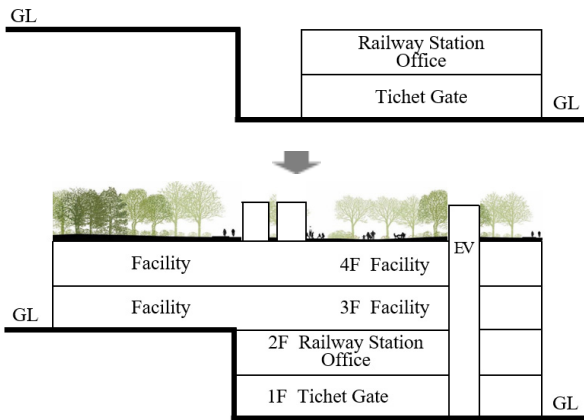 GL
Railway Station
Office
Tichet Gate
GL
EV
Facility
4F Facility
Facility
3F Facility
GL
2F Railway Station
Office
1F Tichet Gate
GL